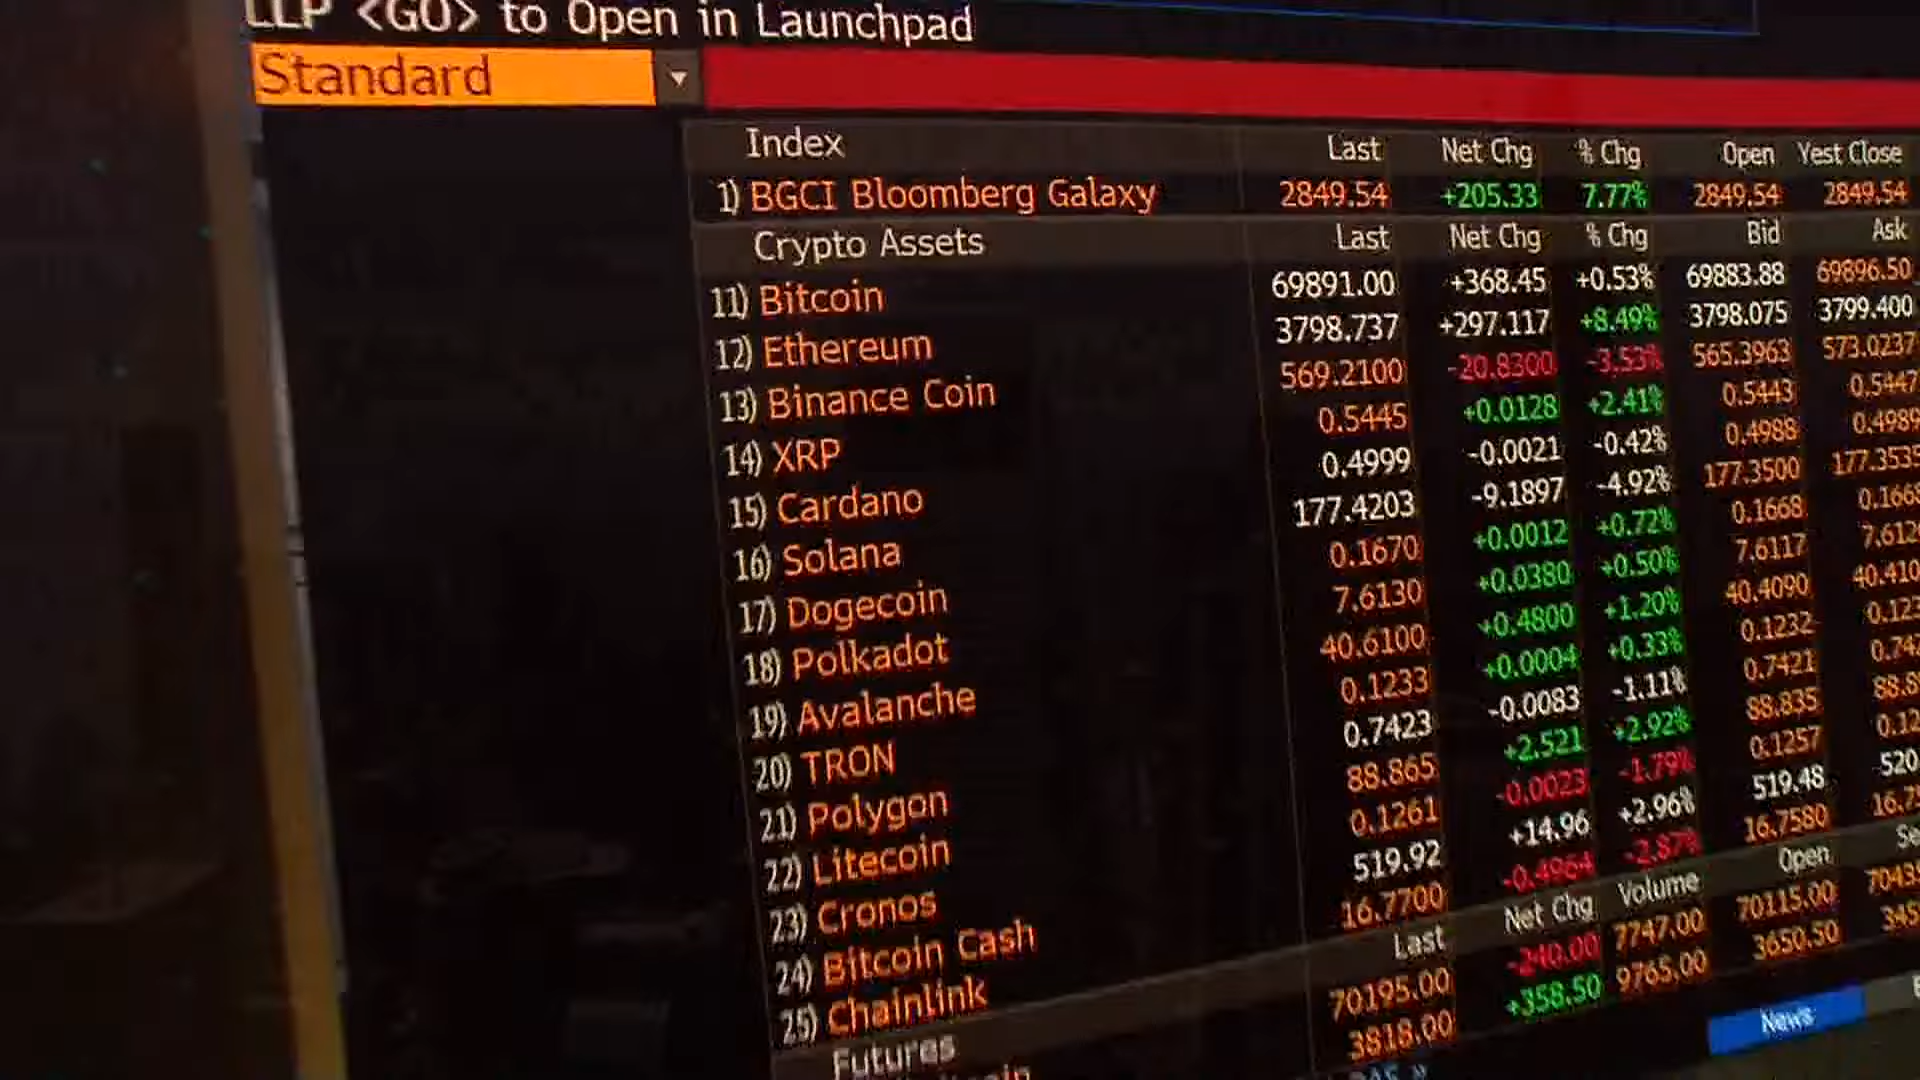 LLP <GO> to Open in Launchpad
Standard
Index Last Net Chg % Chg Open Yest Close
1) BGCI Bloomberg Galaxy 2849.54 +205.33 7.77% 2849.54 2849.54
Crypto Assets Last Net Chg % Chg Bid Ask
11) Bitcoin 69891.00 +368.45 +0.53% 69883.88 69896.50
12) Ethereum 3798.737 +297.117 +8.49% 3798.075 3799.400
13) Binance Coin 569.2100 -20.8300 -3.53% 565.3963 573.0237
14) XRP 0.5445 +0.0128 +2.41% 0.5443 0.5447
15) Cardano 0.4999 -0.0021 -0.42% 0.4988 0.4989
16) Solana 177.4203 -9.1897 -4.92% 177.3500 177.3535
17) Dogecoin 0.1670 +0.0012 +0.72% 0.1668 0.1668
18) Polkadot 7.6130 +0.0380 +0.50% 7.6117 7.612
19) Avalanche 40.6100 +0.4800 +1.20% 40.4090 40.410
20) TRON 0.1233 +0.0004 +0.33% 0.1232 0.123
21) Polygon 0.7423 -0.0083 -1.11% 0.7421 0.742
22) Litecoin 88.865 +2.521 +2.92% 88.835 88.8
23) Cronos 0.1261 -0.0023 -1.79% 0.1257 0.12
24) Bitcoin Cash 519.92 +14.96 +2.96% 519.48 520.
25) Chainlink 16.7700 -0.4964 -2.87% 16.7580 16.7
Futures Last Net Chg Volume Open Se
70195.00 -240.00 7747.00 70115.00 7043
3818.00 +358.50 9765.00 3650.50 345
News